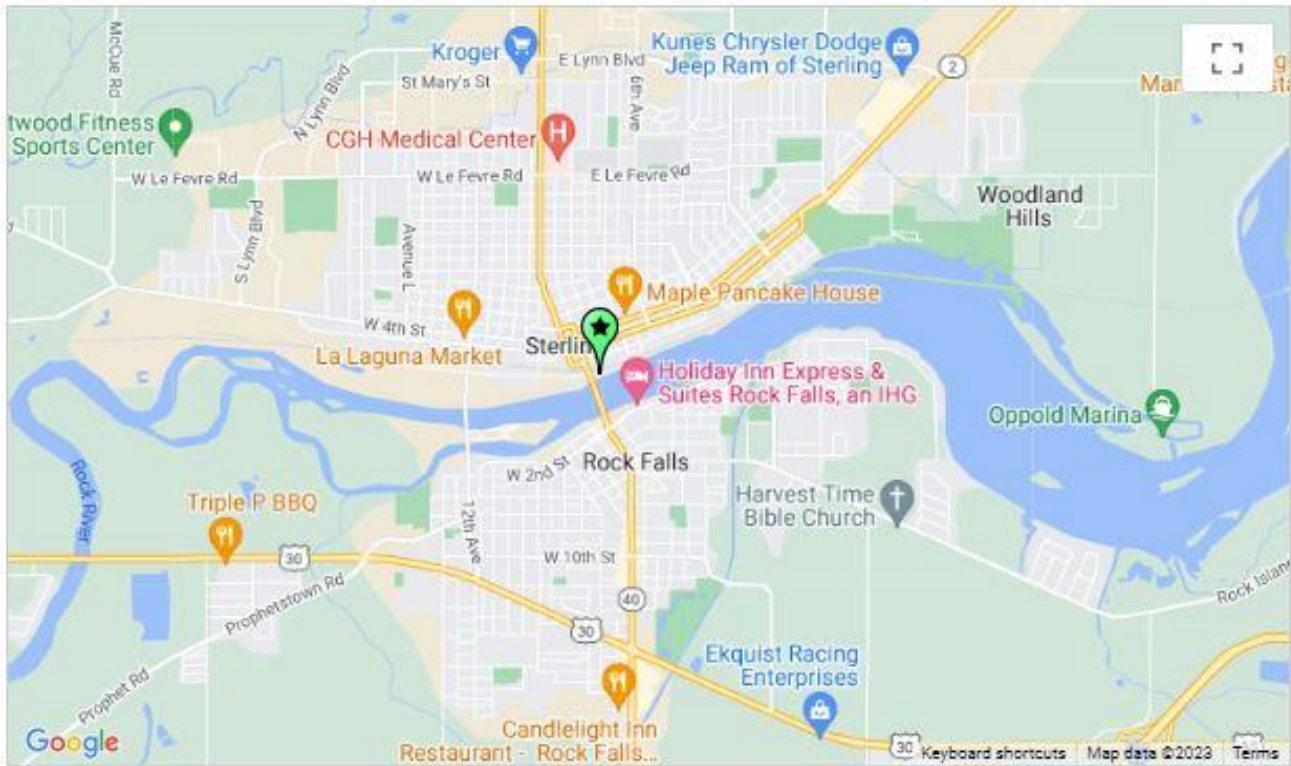 McCue Rd
Kroger
E Lynn Blvd
St Mary's St
N Lynn Blvd
6th Ave
Kunes Chrysler Dodge
Jeep Ram of Sterling
2
twood Fitness
Sports Center
CGH Medical Center
H
W Le Fevre Rd
W Le Fevre Rd
E Le Fevre Rd
Woodland
Hills
S Lynn Blvd
Avenue L
Maple Pancake House
W 4th St
La Laguna Market
Sterlin
Holiday Inn Express &
Suites Rock Falls, an IHG
Oppold Marina
Rock River
W 2nd St
Rock Falls
Harvest Time
Bible Church
Triple P BBQ
12th Ave
30
W 10th St
Prophetstown Rd
40
30
Rock Islan
Ekquist Racing
Enterprises
Prophet Rd
Candlelight Inn
Restaurant - Rock Falls...
Google
30
Keyboard shortcuts
Map data ©2023
Terms